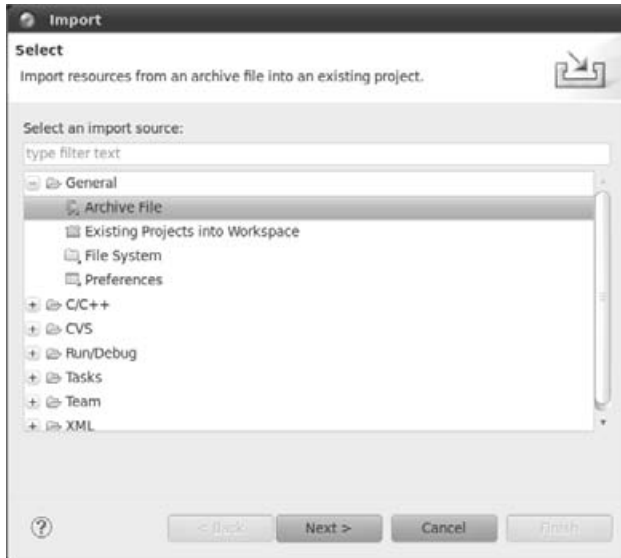 Import
Select
Import resources from an archive file into an existing project.
Select an import source:
type filter text
General
Archive File
Existing Projects into Workspace
File System
Preferences
C/C++
CVS
Run/Debug
Tasks
Team
XML
< Back
Next >
Cancel
Finish